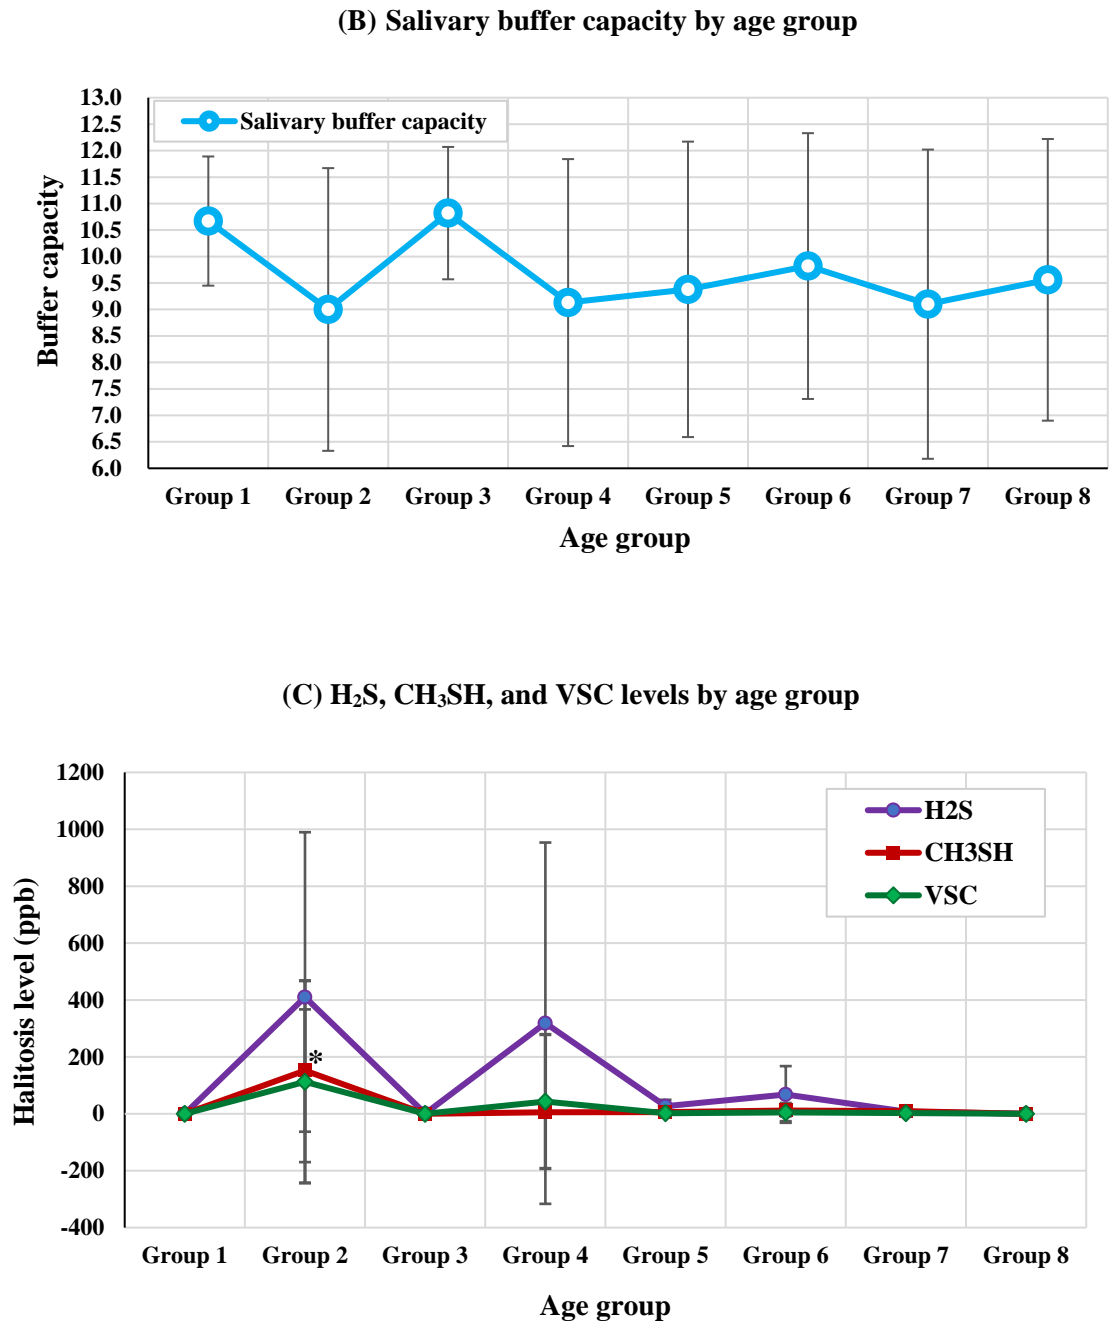 (B) Salivary buffer capacity by age group
Salivary buffer capacity
Buffer capacity
13.0
12.5
12.0
11.5
11.0
10.5
10.0
9.5
9.0
8.5
8.0
7.5
7.0
6.5
6.0
Group 1 Group 2 Group 3 Group 4 Group 5 Group 6 Group 7 Group 8
Age group
(C) H₂S, CH₃SH, and VSC levels by age group
H2S
CH3SH
VSC
Halitosis level (ppb)
1200
1000
800
600
400
200
0
-200
-400
*
Group 1 Group 2 Group 3 Group 4 Group 5 Group 6 Group 7 Group 8
Age group